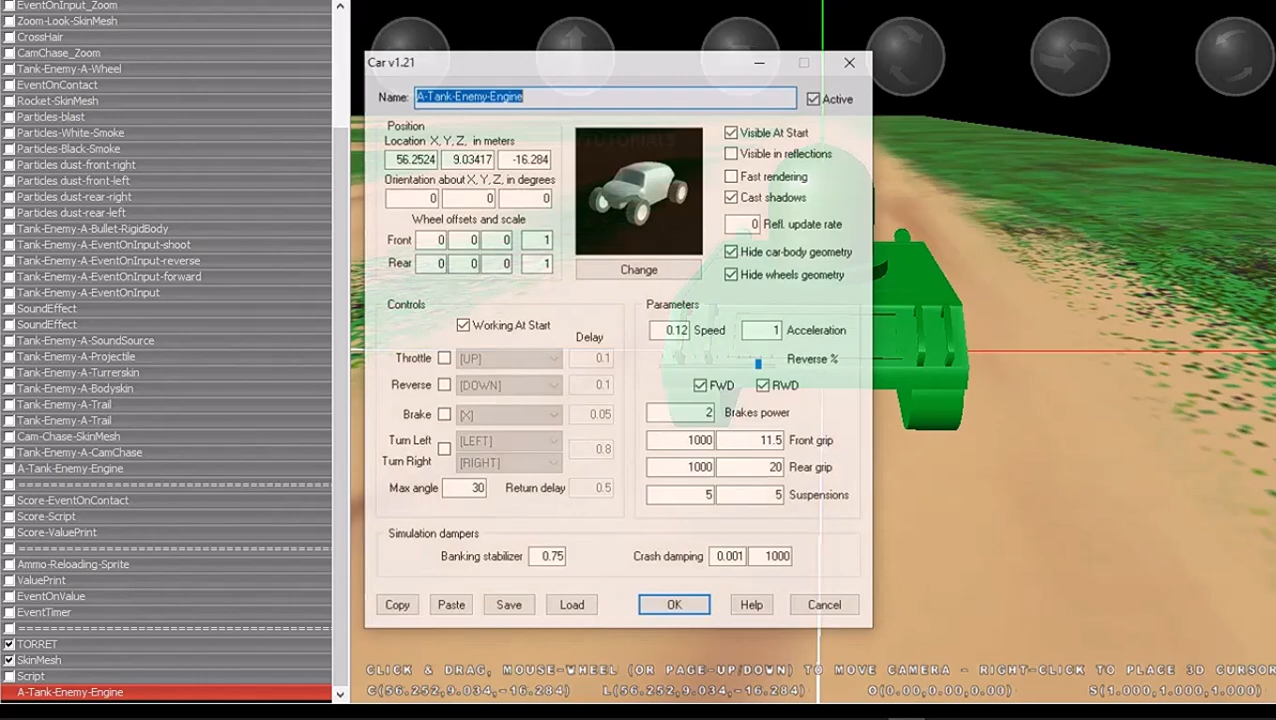 EventOnInput_Zoom
Zoom-Look-SkinMesh
CrossHair
CamChase_Zoom
Tank-Enemy-A-Wheel
EventOnContact
Rocket-SkinMesh
Particles-blast
Particles-White-Smoke
Particles-Black-Smoke
Particles dust-front-right
Particles dust-front-left
Particles dust-rear-right
Particles dust-rear-left
Tank-Enemy-A-Bullet-RigidBody
Tank-Enemy-A-EventOnInput-shoot
Tank-Enemy-A-EventOnInput-reverse
Tank-Enemy-A-EventOnInput-forward
Tank-Enemy-A-EventOnInput
SoundEffect
SoundEffect
Tank-Enemy-A-SoundSource
Tank-Enemy-A-Projectile
Tank-Enemy-A-Turrerskin
Tank-Enemy-A-Bodyskin
Tank-Enemy-A-Trail
Tank-Enemy-A-Trail
Cam-Chase-SkinMesh
Tank-Enemy-A-CamChase
A-Tank-Enemy-Engine
Score-EventOnContact
Score-Script
Score-ValuePrint
Ammo-Reloading-Sprite
ValuePrint
EventOnValue
EventTimer
TORRET
SkinMesh
Script
A-Tank-Enemy-Engine
Car v1.21
Name: A-Tank-Enemy-Engine Active
Position
Location X, Y, Z, in meters
56.2524 9.03417 -16.284
Orientation about X, Y, Z, in degrees
0 0 0
Wheel offsets and scale
Front 0 0 0 1
Rear 0 0 0 1
TUTORIALS
Change
Visible At Start
Visible in reflections
Fast rendering
Cast shadows
0 Refl. update rate
Hide car-body geometry
Hide wheels geometry
Controls
Working At Start
Delay
Throttle [UP] 0.1
Reverse [DOWN] 0.1
Brake [X] 0.05
Turn Left [LEFT]
0.8
Turn Right [RIGHT]
Max angle 30 Return delay 0.5
Parameters
0.12 Speed 1 Acceleration
Reverse %
FWD RWD
2 Brakes power
1000 11.5 Front grip
1000 20 Rear grip
5 5 Suspensions
Simulation dampers
Banking stabilizer 0.75 Crash damping 0.001 1000
Copy Paste Save Load OK Help Cancel
CLICK & DRAG, MOUSE-WHEEL (OR PAGE-UP/DOWN) TO MOVE CAMERA - RIGHT-CLICK TO PLACE 3D CURSOR
C(56.252,9.034,-16.284) L(56.252,9.034,-16.284) O(0.00,0.00,0.00) S(1.000,1.000,1.000)